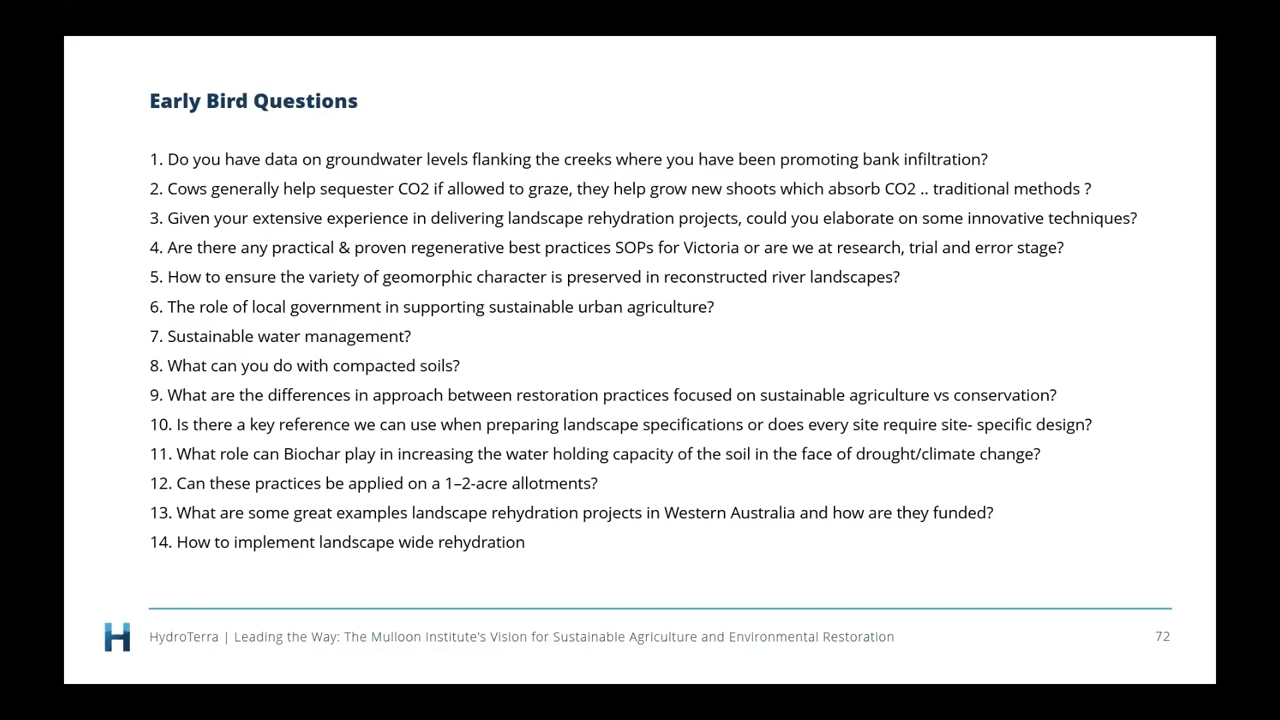 Early Bird Questions
1. Do you have data on groundwater levels flanking the creeks where you have been promoting bank infiltration?
2. Cows generally help sequester CO2 if allowed to graze, they help grow new shoots which absorb CO2 .. traditional methods ?
3. Given your extensive experience in delivering landscape rehydration projects, could you elaborate on some innovative techniques?
4. Are there any practical & proven regenerative best practices SOPs for Victoria or are we at research, trial and error stage?
5. How to ensure the variety of geomorphic character is preserved in reconstructed river landscapes?
6. The role of local government in supporting sustainable urban agriculture?
7. Sustainable water management?
8. What can you do with compacted soils?
9. What are the differences in approach between restoration practices focused on sustainable agriculture vs conservation?
10. Is there a key reference we can use when preparing landscape specifications or does every site require site- specific design?
11. What role can Biochar play in increasing the water holding capacity of the soil in the face of drought/climate change?
12. Can these practices be applied on a 1–2-acre allotments?
13. What are some great examples landscape rehydration projects in Western Australia and how are they funded?
14. How to implement landscape wide rehydration
HydroTerra | Leading the Way: The Mulloon Institute's Vision for Sustainable Agriculture and Environmental Restoration 72